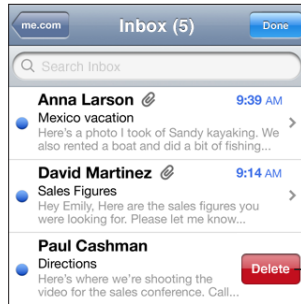 me.com Inbox (5) Done
Search Inbox
Anna Larson 9:39 AM
Mexico vacation
Here's a photo I took of Sandy kayaking. We
also rented a boat and did a bit of fishing...
David Martinez 9:14 AM
Sales Figures
Hey Emily, Here are the sales figures you
were looking for. Please let me know...
Paul Cashman
Directions
Here's where we're shooting the
video for the sales conference. Call...
Delete